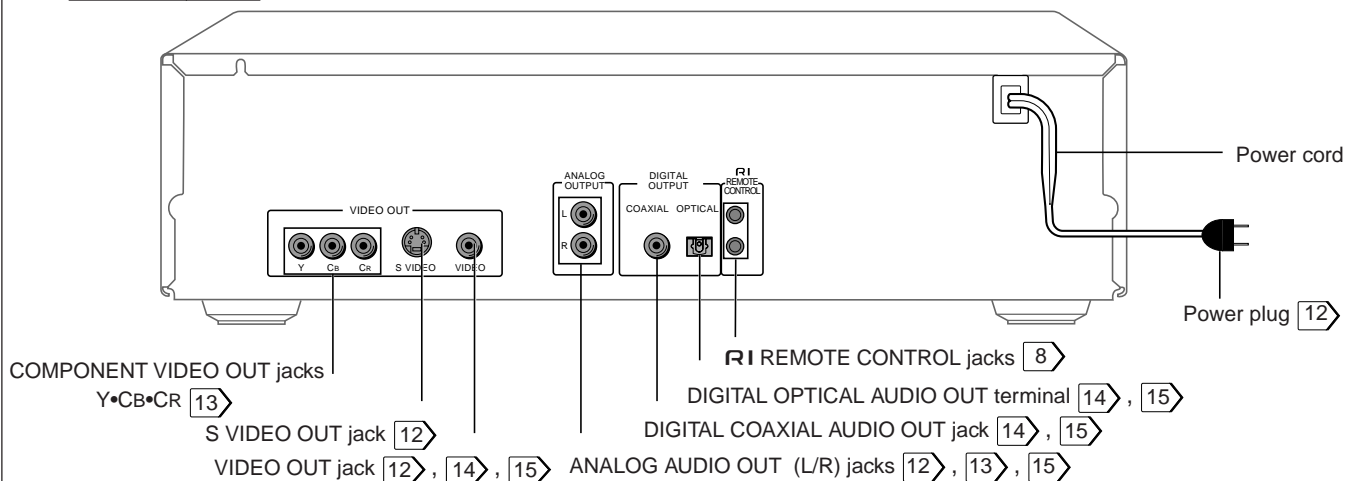 ANALOG
OUTPUT
DIGITAL
OUTPUT
RI
REMOTE
CONTROL
Power cord
L
COAXIAL OPTICAL
VIDEO OUT
R
Y CB CR S VIDEO VIDEO
Power plug 12
RI REMOTE CONTROL jacks 8
COMPONENT VIDEO OUT jacks
Y•CB•CR 13
DIGITAL OPTICAL AUDIO OUT terminal 14 , 15
S VIDEO OUT jack 12
DIGITAL COAXIAL AUDIO OUT jack 14 , 15
VIDEO OUT jack 12 , 14 , 15
ANALOG AUDIO OUT (L/R) jacks 12 , 13 , 15